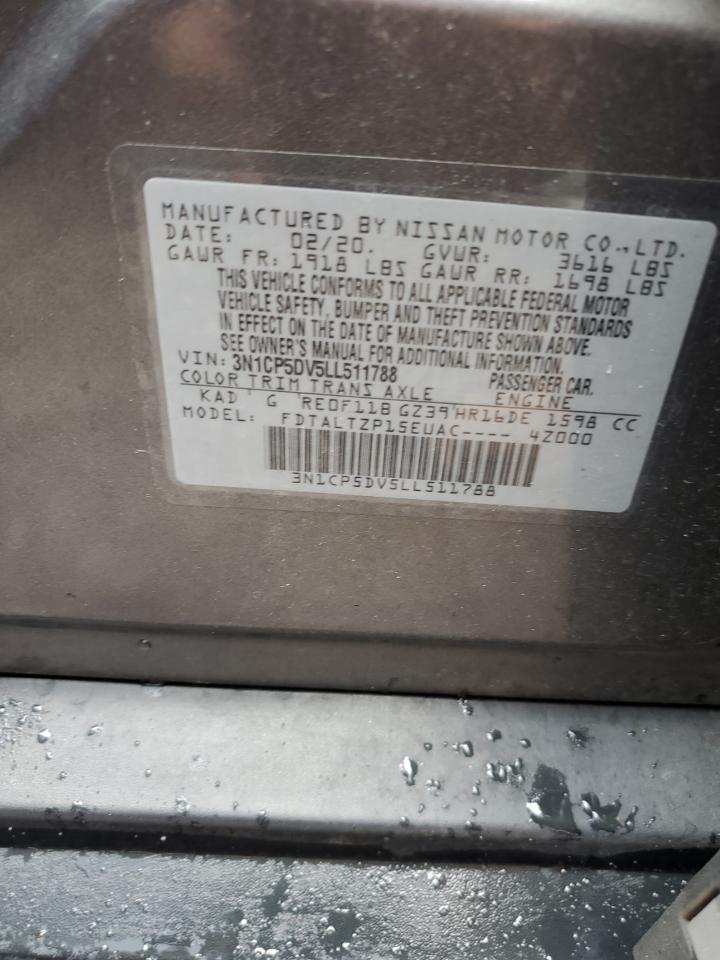 MANUFACTURED BY NISSAN MOTOR CO., LTD.
DATE: 02/20. GVWR: 3616 LBS
GAWR FR: 1918 LBS GAWR RR: 1698 LBS
THIS VEHICLE CONFORMS TO ALL APPLICABLE FEDERAL MOTOR
VEHICLE SAFETY, BUMPER AND THEFT PREVENTION STANDARDS
IN EFFECT ON THE DATE OF MANUFACTURE SHOWN ABOVE.
SEE OWNER'S MANUAL FOR ADDITIONAL INFORMATION.
VIN: 3N1CP5DV5LL511788 PASSENGER CAR.
COLOR TRIM TRANS AXLE ENGINE
KAD G RE0F11B GZ39 HR16DE 1598 CC
MODEL: FDTALTZP15EUAC---- 4Z000
3N1CP5DV5LL511788